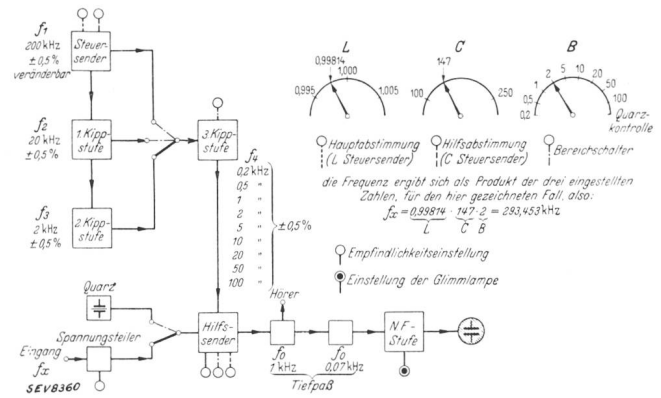 f1
200 kHz
±0,5%
veränderbar
Steuer-
sender
f2
20 kHz
±0,5%
1.Kipp-
stufe
f3
2 kHz
±0,5%
2.Kipp-
stufe
3.Kipp-
stufe
f4
0,2 kHz
0,5 "
1 "
2 "
5 "
10 "
20 "
50 "
100 "
±0,5%
L
0,99814
0,995
1,000
1,005
C
147
100
250
B
0,2
0,5
1
2
5
10
20
50
100
Quarz-
kontrolle
Hauptabstimmung
(L Steuersender)
Hilfsabstimmung
(C Steuersender)
Bereichschalter
die Frequenz ergibt sich als Produkt der drei eingestellten
Zahlen, für den hier gezeichneten Fall, also:
fx = 0,99814 · 147 · 2 = 293,453 kHz
L C B
Empfindlichkeitseinstellung
Einstellung der Glimmlampe
Quarz
Spannungsteiler
Eingang
fx
SEV8360
Hilfs-
sender
Hörer
f0
1 kHz
f0
0,07 kHz
Tiefpaß
N.F.-
Stufe